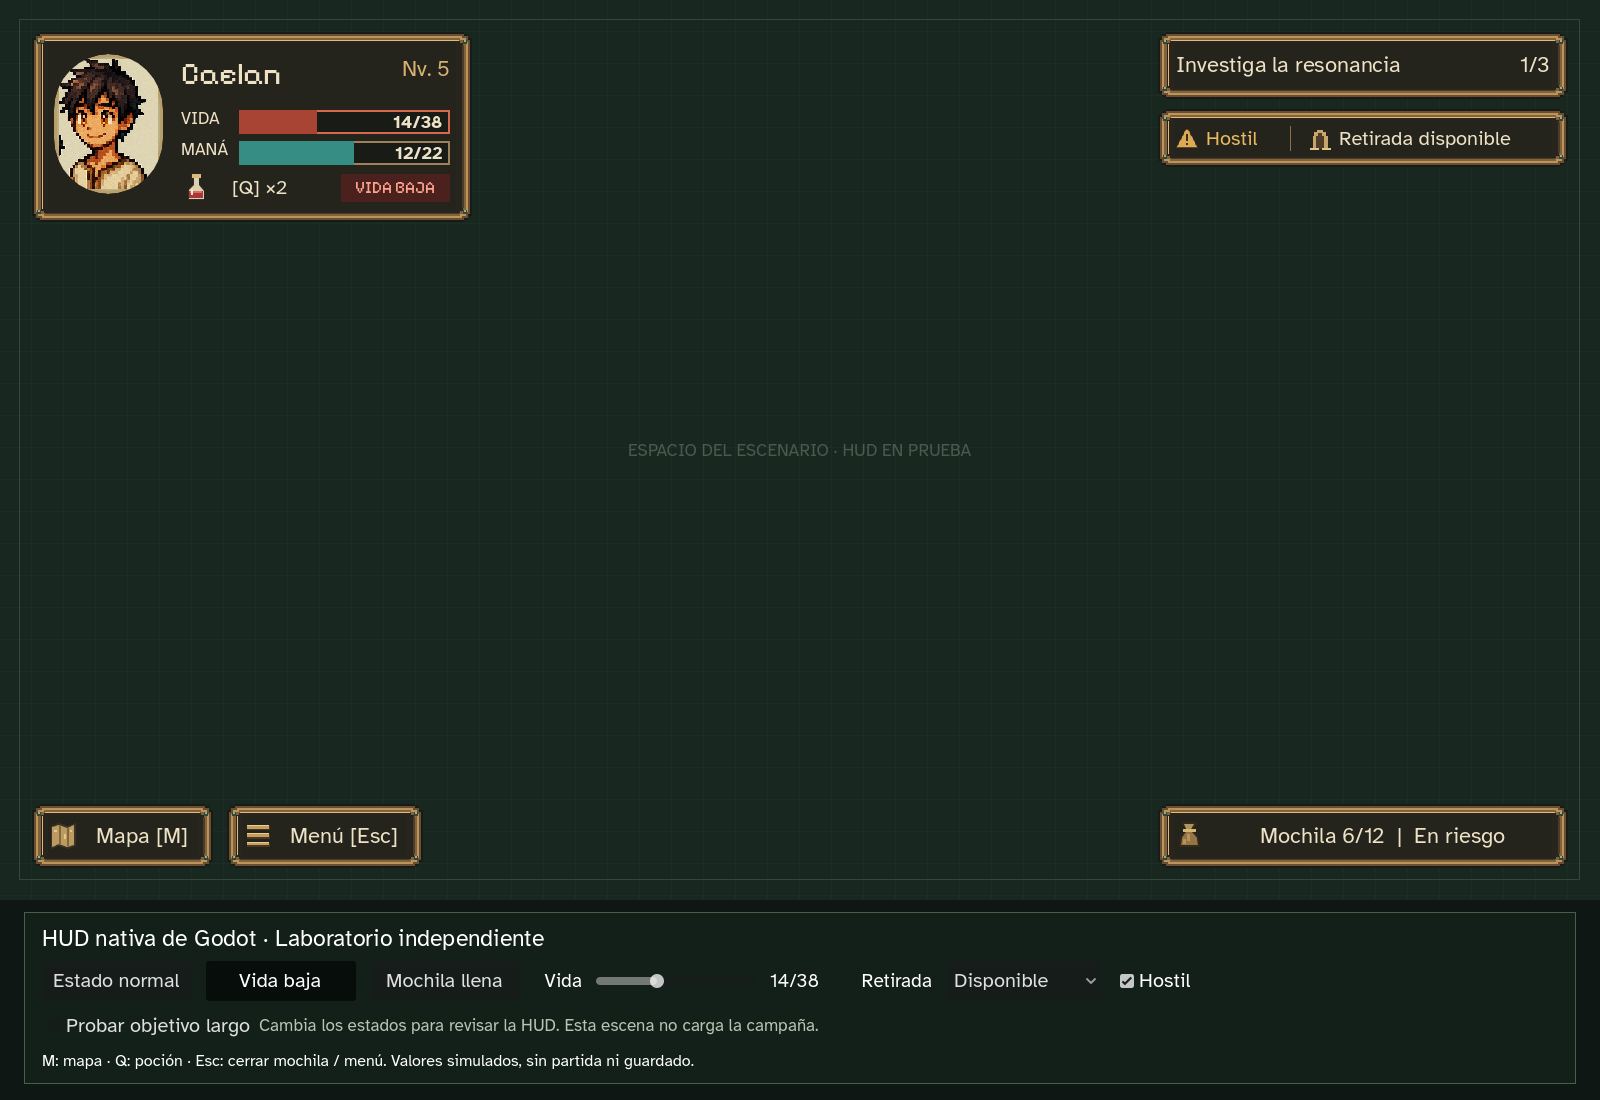 Caelan
Nv. 5
VIDA 14/38
MANÁ 12/22
[Q] ×2
VIDA BAJA
Investiga la resonancia 1/3
Hostil
Retirada disponible
ESPACIO DEL ESCENARIO · HUD EN PRUEBA
Mapa [M]
Menú [Esc]
Mochila 6/12 | En riesgo
HUD nativa de Godot · Laboratorio independiente
Estado normal Vida baja Mochila llena Vida 14/38 Retirada Disponible Hostil
Probar objetivo largo Cambia los estados para revisar la HUD. Esta escena no carga la campaña.
M: mapa · Q: poción · Esc: cerrar mochila / menú. Valores simulados, sin partida ni guardado.